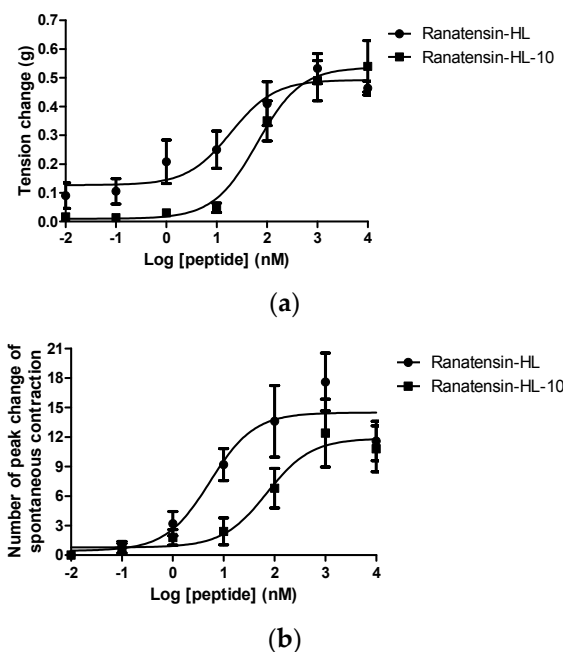 Tension change (g)
0.7
0.6
0.5
0.4
0.3
0.2
0.1
0.0
-2 -1 0 1 2 3 4
Log [peptide] (nM)
Ranatensin-HL
Ranatensin-HL-10
(a)
Number of peak change of
spontaneous contraction
21
18
15
12
9
6
3
0
-2 -1 0 1 2 3 4
Log [peptide] (nM)
Ranatensin-HL
Ranatensin-HL-10
(b)